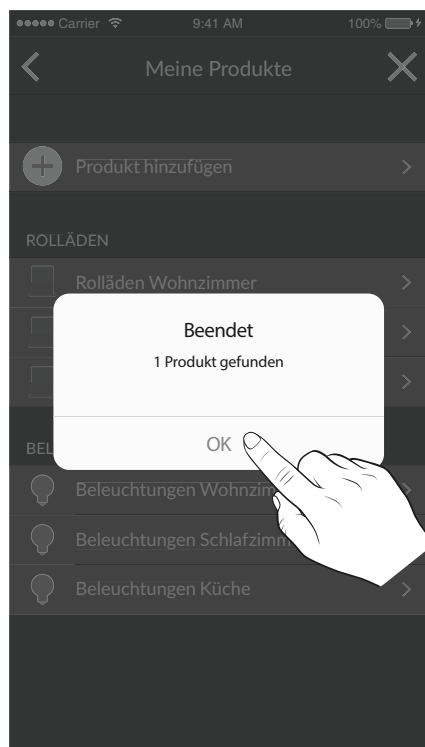 Carrier 9:41 AM 100%
Meine Produkte
Produkt hinzufügen
ROLLÄDEN
Rolläden Wohnzimmer
Beendet
1 Produkt gefunden
OK
BEL
Beleuchtungen Wohnzim
Beleuchtungen Schlafzimm
Beleuchtungen Küche